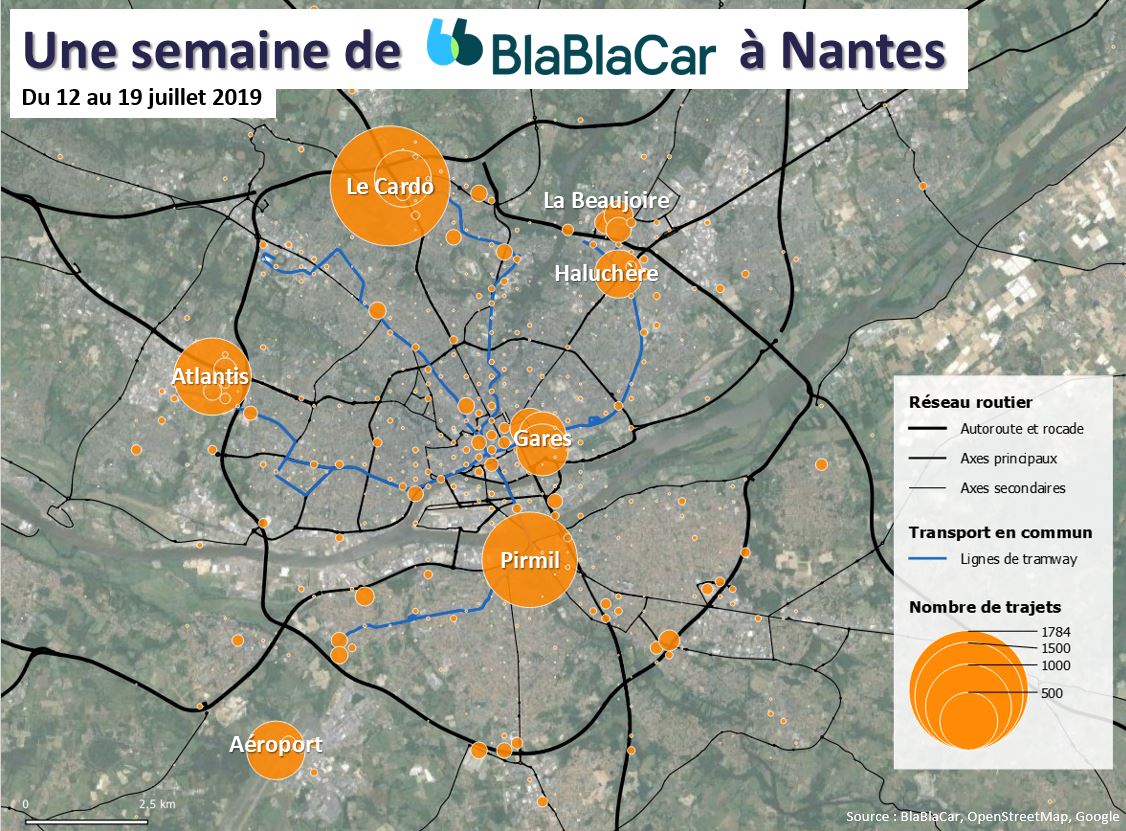 Une semaine de BlaBlaCar à Nantes
Du 12 au 19 juillet 2019
Le Cardo
La Beaujoire
Haluchère
Atlantis
Gares
Pirmil
Aéroport
Réseau routier
Autoroute et rocade
Axes principaux
Axes secondaires
Transport en commun
Lignes de tramway
Nombre de trajets
1784
1500
1000
500
0 2,5 km
Source : BlaBlaCar, OpenStreetMap, Google